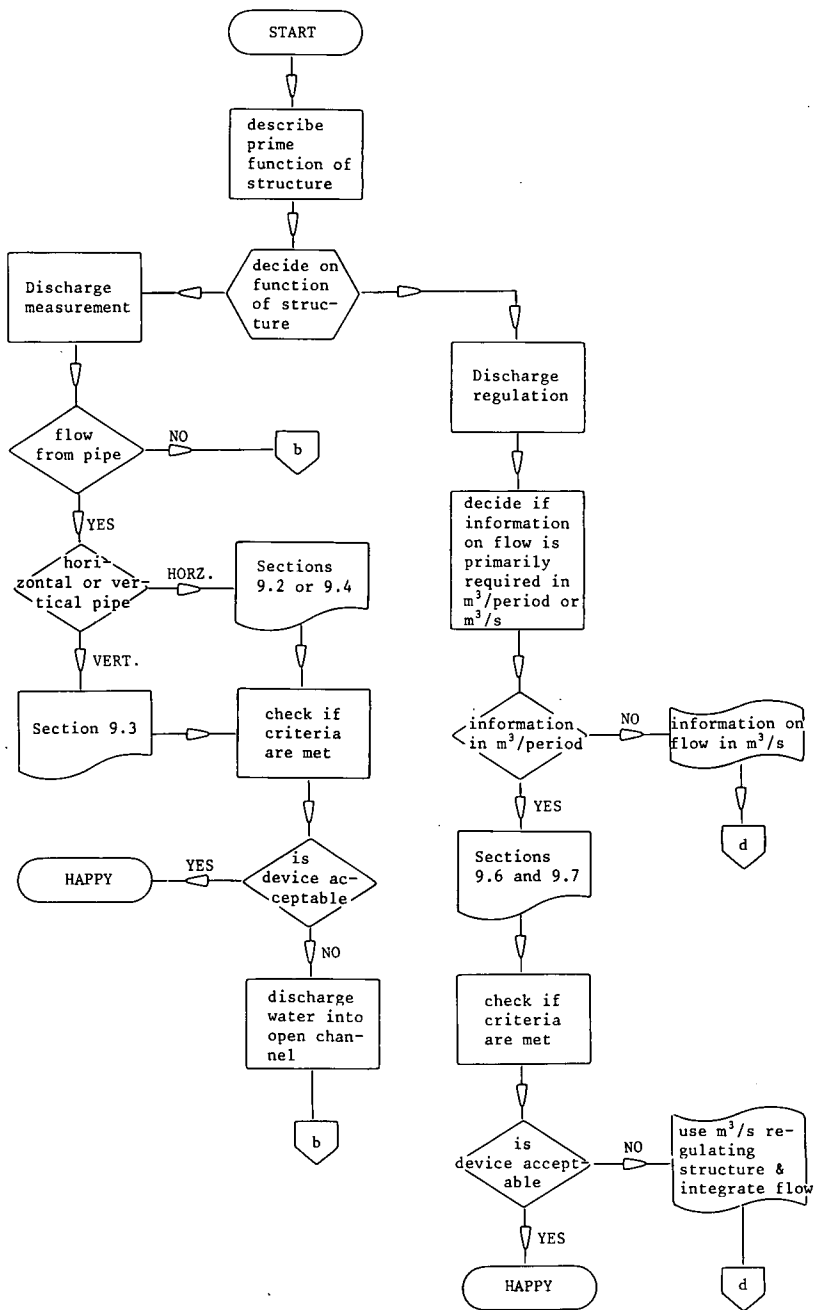 START
describe
prime
function of
structure
decide on
function
of struc-
ture
Discharge
measurement
flow
from pipe
NO
b
YES
hori-
zontal or ver-
tical pipe
HORZ.
Sections
9.2 or 9.4
VERT.
Section 9.3
check if
criteria
are met
is
device ac-
ceptable
YES
HAPPY
NO
discharge
water into
open chan-
nel
b
Discharge
regulation
decide if
information
on flow is
primarily
required in
m³/period or
m³/s
information
in m³/period
NO
information on
flow in m³/s
d
YES
Sections
9.6 and 9.7
check if
criteria
are met
is
device accept-
able
NO
use m³/s re-
gulating
structure &
integrate flow
d
YES
HAPPY